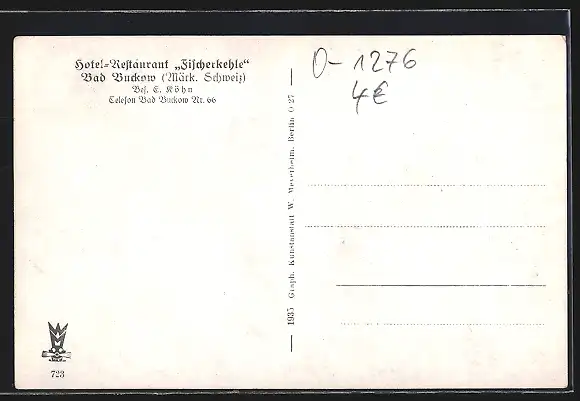 Hotel-Restaurant „Fischerkehle“
Bad Buckow (Märk. Schweiz)
Bes. E. Köhn
Telefon Bad Buckow Nr. 66
0-1276
4€
1935 Graph. Kunstanstalt W. Meyerheim, Berlin O 27
723